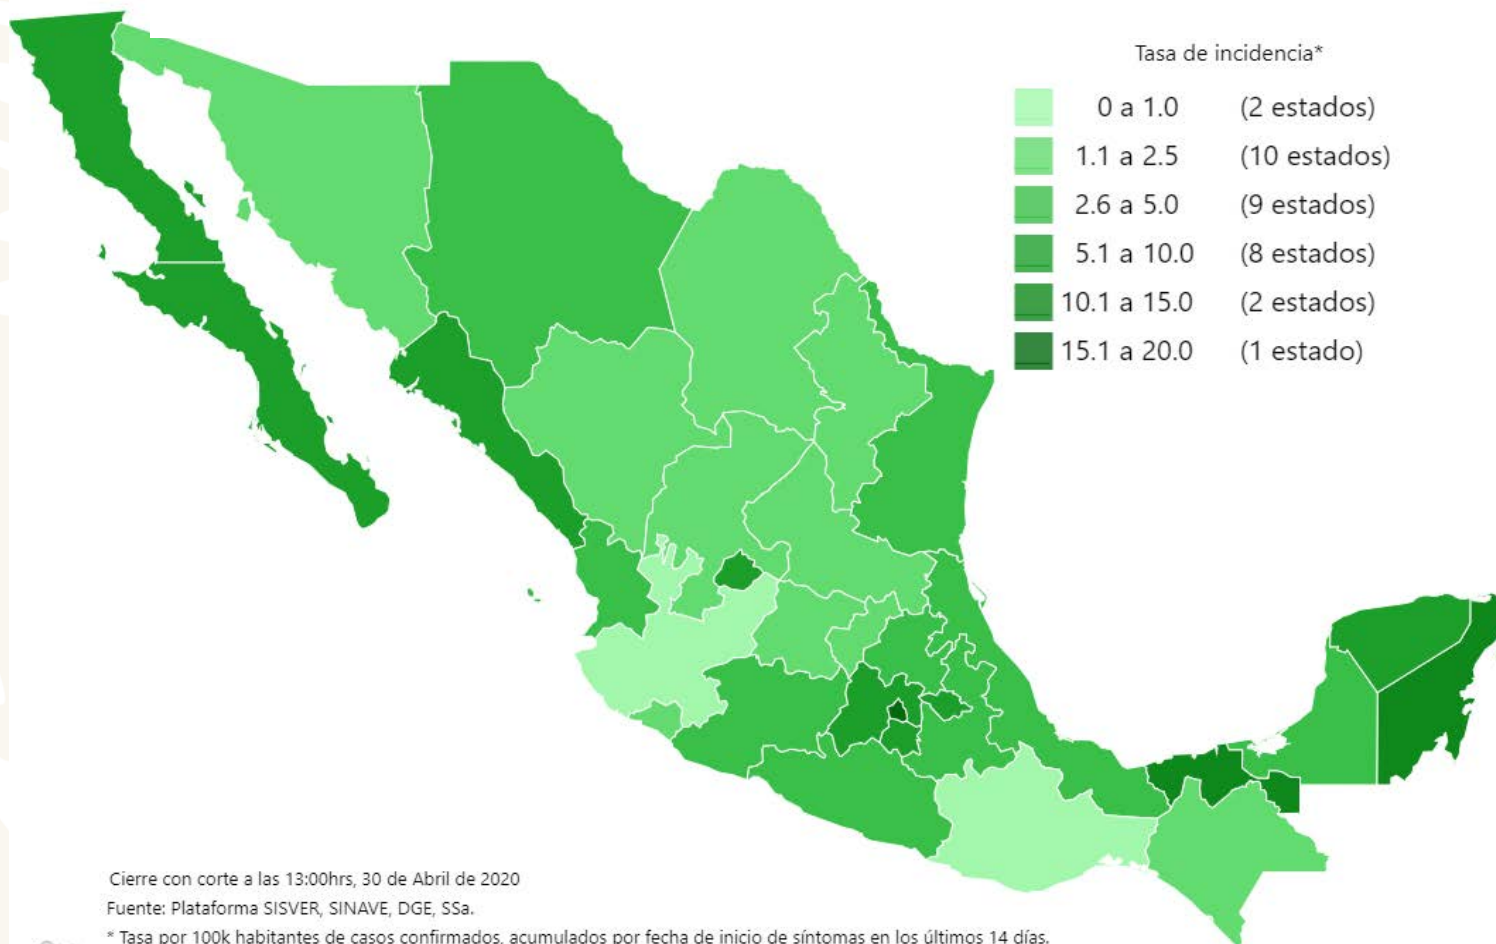 Tasa de incidencia*
0 a 1.0 (2 estados)
1.1 a 2.5 (10 estados)
2.6 a 5.0 (9 estados)
5.1 a 10.0 (8 estados)
10.1 a 15.0 (2 estados)
15.1 a 20.0 (1 estado)
Cierre con corte a las 13:00hrs, 30 de Abril de 2020
Fuente: Plataforma SISVER, SINAVE, DGE, SSa.
* Tasa por 100k habitantes de casos confirmados, acumulados por fecha de inicio de síntomas en los últimos 14 días.